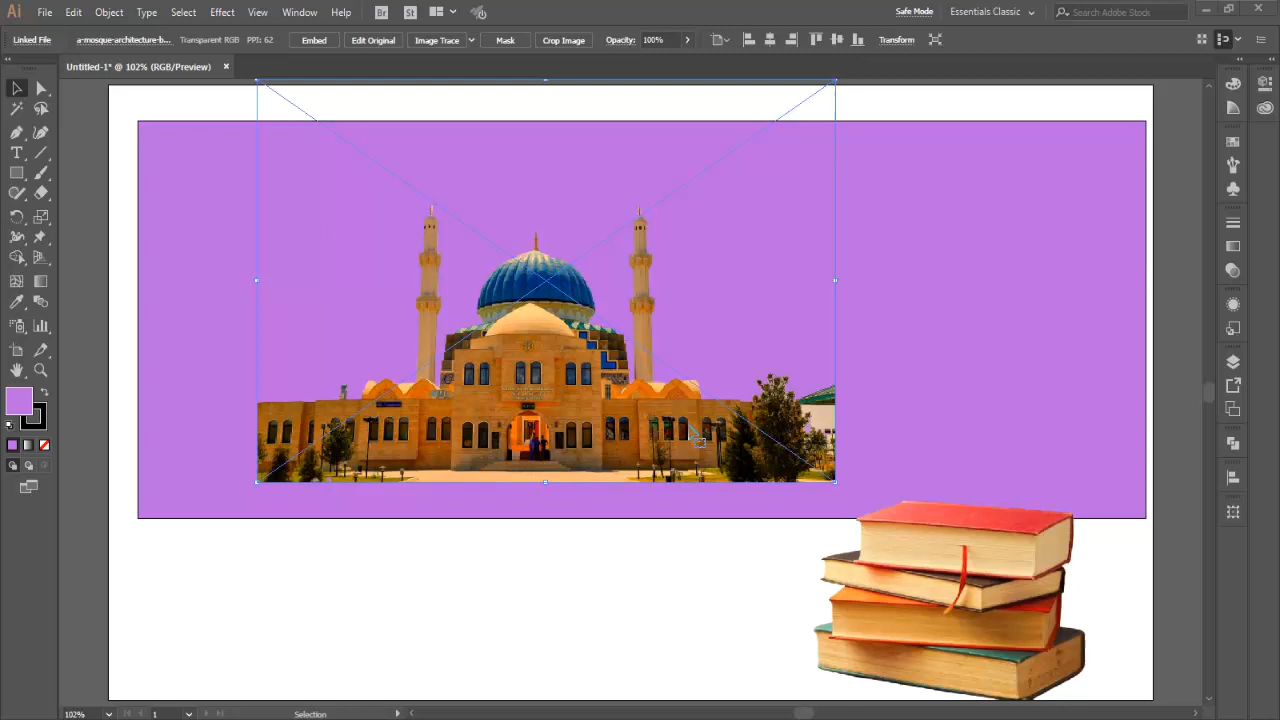 Ai File Edit Object Type Select Effect View Window Help Br St Safe Mode Essentials Classic Search Adobe Stock
Linked File a-mosque-architecture-b... Transparent RGB PPI: 62 Embed Edit Original Image Trace Mask Crop Image Opacity: 100% Transform
Untitled-1* @ 102% (RGB/Preview)
T
102% 1 Selection